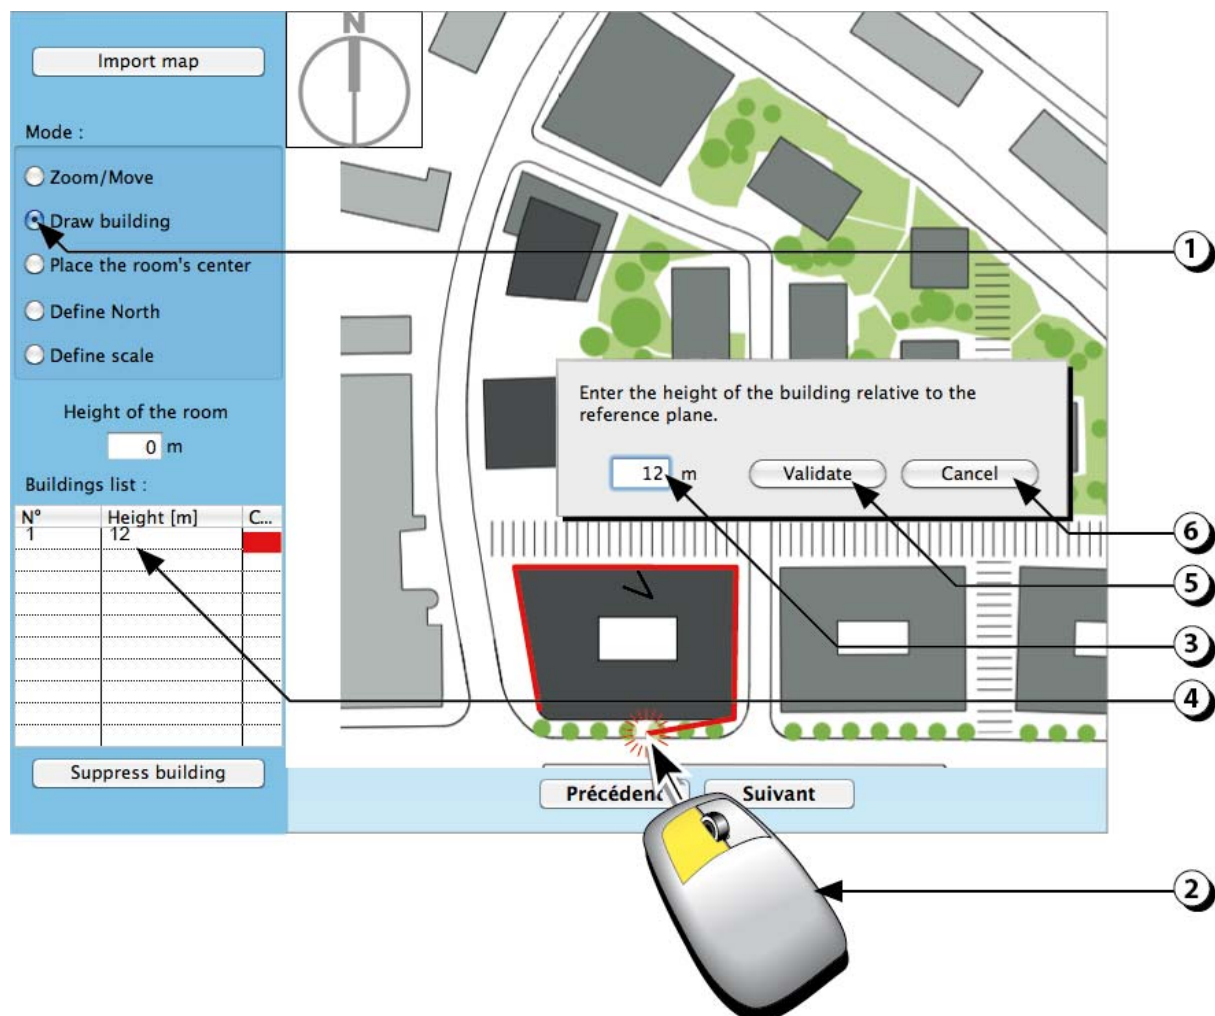 Import map
N
Mode :
Zoom/Move
Draw building
Place the room's center
Define North
Define scale
Height of the room
0 m
Buildings list :
N° Height [m] C...
1 12
Suppress building
Enter the height of the building relative to the
reference plane.
12 m Validate Cancel
Précéden Suivant
1
6
5
3
4
2